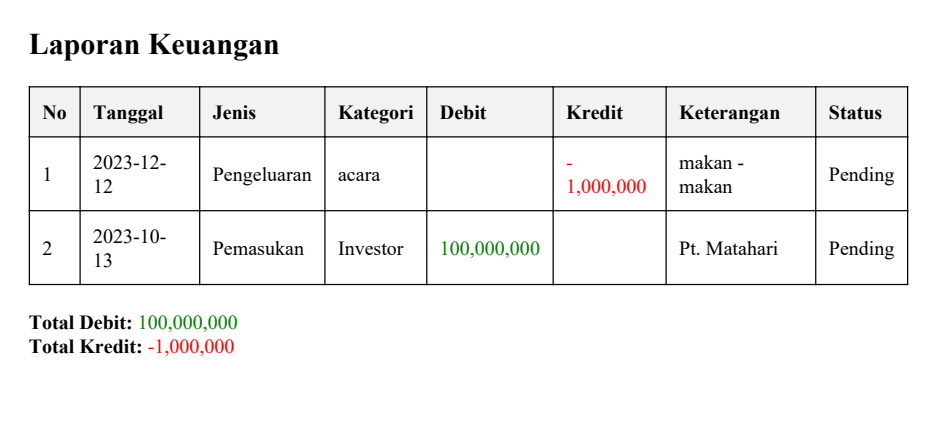 Laporan Keuangan
No Tanggal Jenis Kategori Debit Kredit Keterangan Status
1 2023-12-12 Pengeluaran acara -1,000,000 makan - makan Pending
2 2023-10-13 Pemasukan Investor 100,000,000 Pt. Matahari Pending
Total Debit: 100,000,000
Total Kredit: -1,000,000